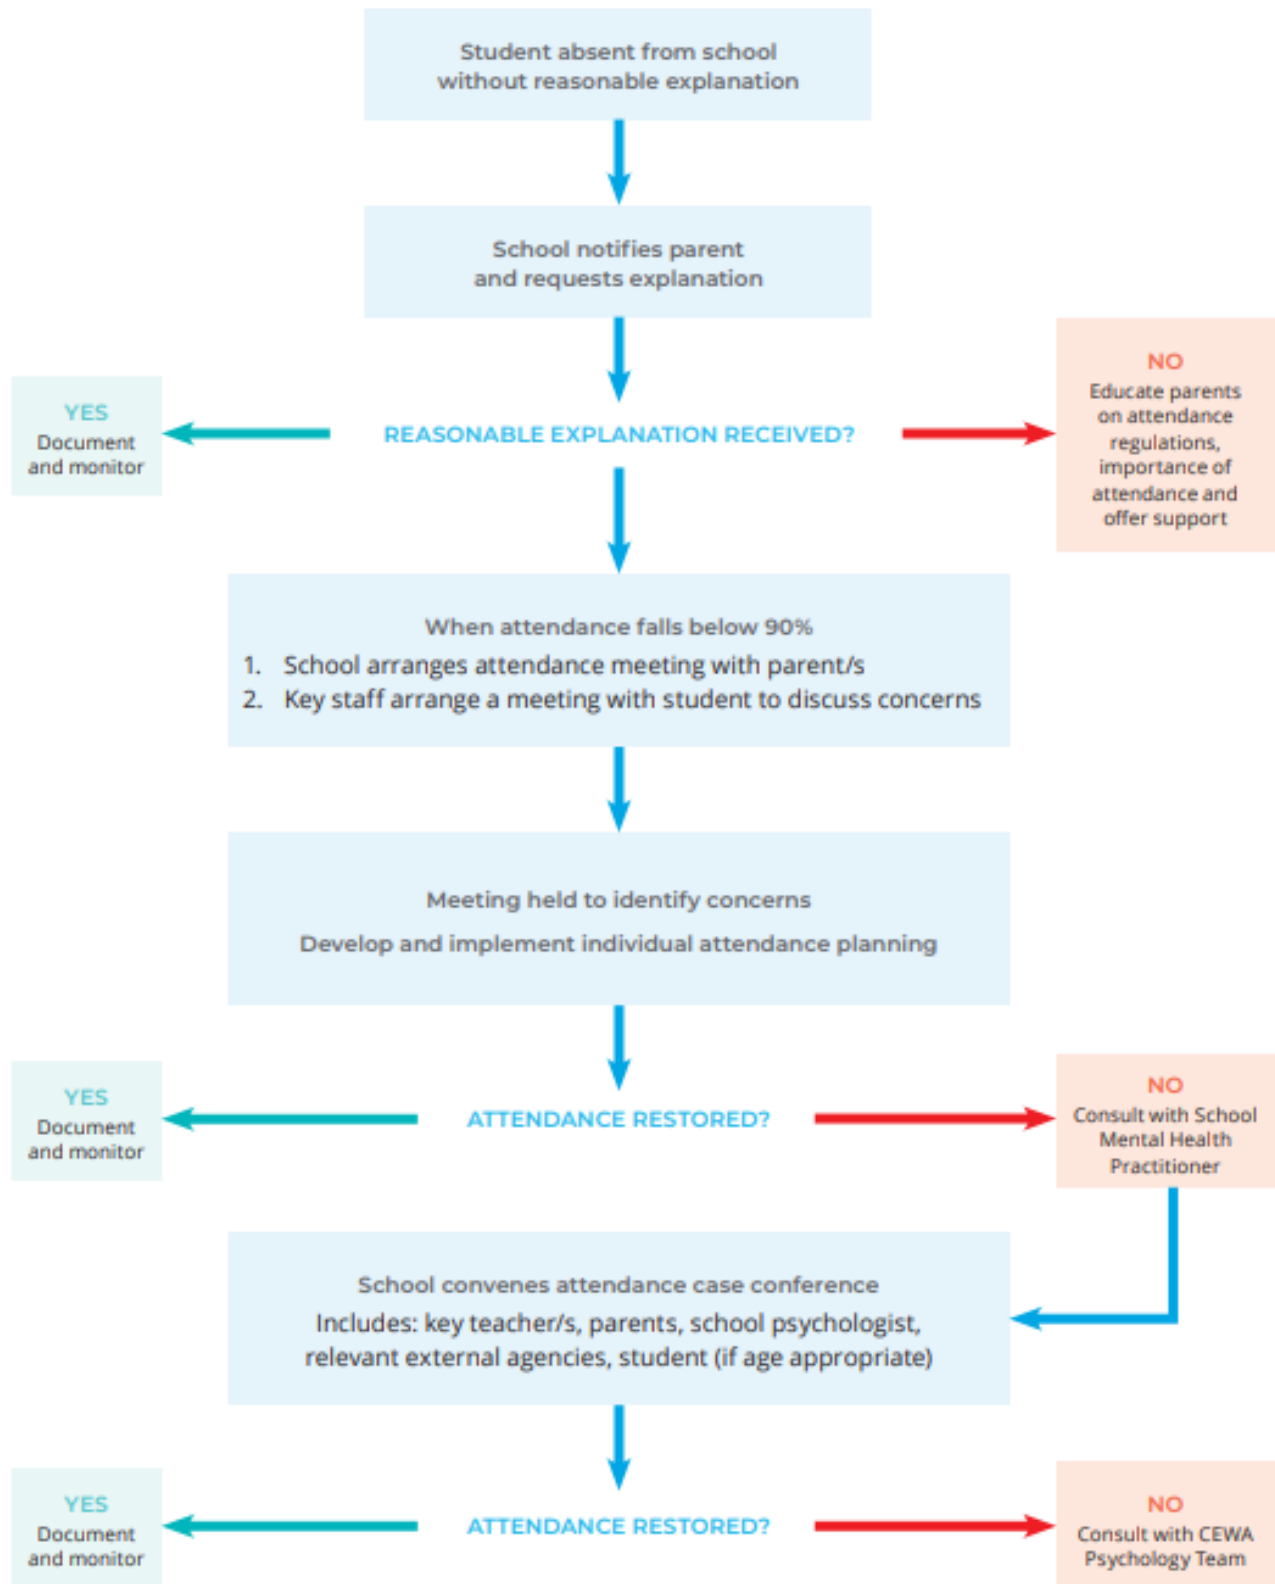 Student absent from school
without reasonable explanation
School notifies parent
and requests explanation
YES
Document
and monitor
REASONABLE EXPLANATION RECEIVED?
NO
Educate parents
on attendance
regulations,
importance of
attendance and
offer support
When attendance falls below 90%
1. School arranges attendance meeting with parent/s
2. Key staff arrange a meeting with student to discuss concerns
Meeting held to identify concerns
Develop and implement individual attendance planning
YES
Document
and monitor
ATTENDANCE RESTORED?
NO
Consult with School
Mental Health
Practitioner
School convenes attendance case conference
Includes: key teacher/s, parents, school psychologist,
relevant external agencies, student (if age appropriate)
YES
Document
and monitor
ATTENDANCE RESTORED?
NO
Consult with CEWA
Psychology Team